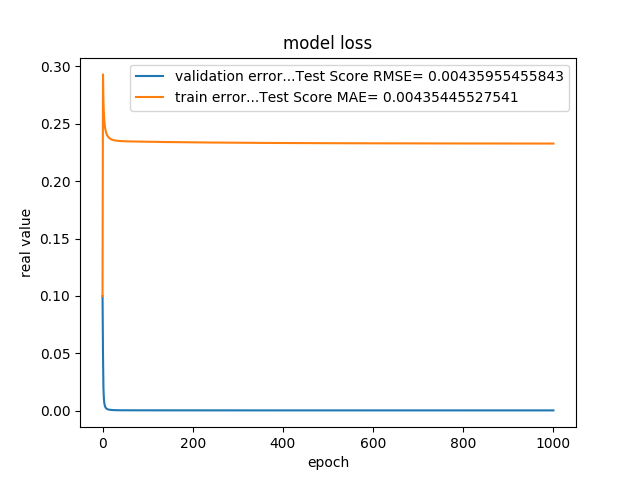 model loss
validation error...Test Score RMSE= 0.00435955455843
train error...Test Score MAE= 0.00435445527541
0.30
0.25
0.20
0.15
0.10
0.05
0.00
real value
0 200 400 600 800 1000
epoch